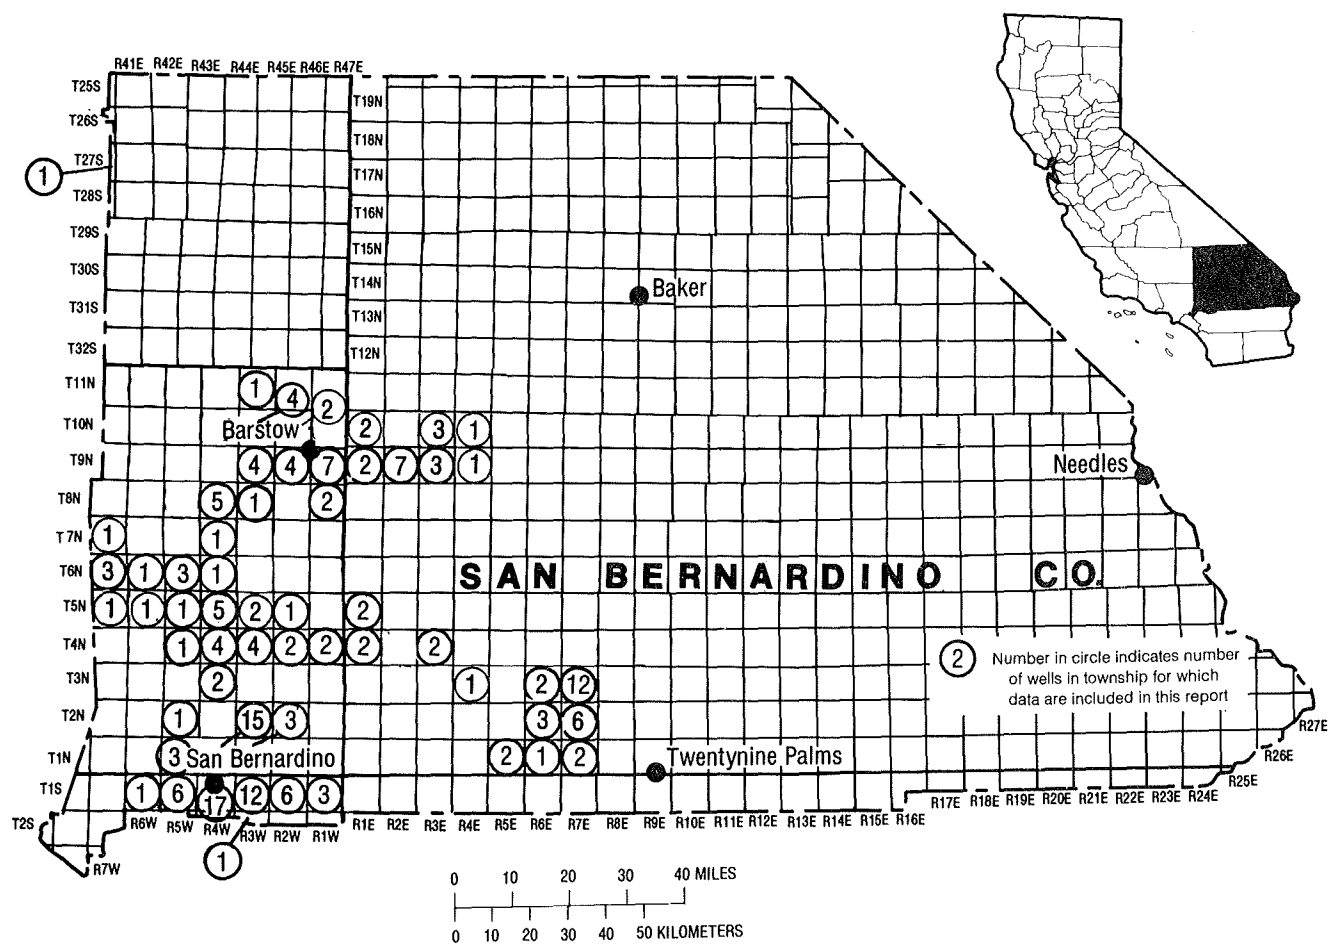 R41E R42E R43E R44E R45E R46E R47E
T25S
T19N
T26S
T18N
T27S
1
T17N
T28S
T16N
T29S
T15N
T30S
T14N
Baker
T31S
T13N
T32S
T12N
T11N 1 4 2
T10N Barstow 2 3 1
T9N 4 4 7 2 7 3 1
Needles
T8N 5 1 2
T7N 1 1
T6N 3 1 3 1
SAN BERNARDINO CO.
T5N 1 1 1 5 2 1 2
T4N 1 4 4 2 2 2 2
2 Number in circle indicates number
of wells in township for which
data are included in this report
T3N 2 1 2 12
T2N 1 15 3 3 6
R27E
T1N 3 San Bernardino 2 1 2 Twentynine Palms
R26E
R25E
T1S 1 6 17 12 6 3
R17E R18E R19E R20E R21E R22E R23E R24E
T2S
R6W R5W R4W R3W R2W R1W R1E R2E R3E R4E R5E R6E R7E R8E R9E R10E R11E R12E R13E R14E R15E R16E
1
R7W
0 10 20 30 40 MILES
0 10 20 30 40 50 KILOMETERS